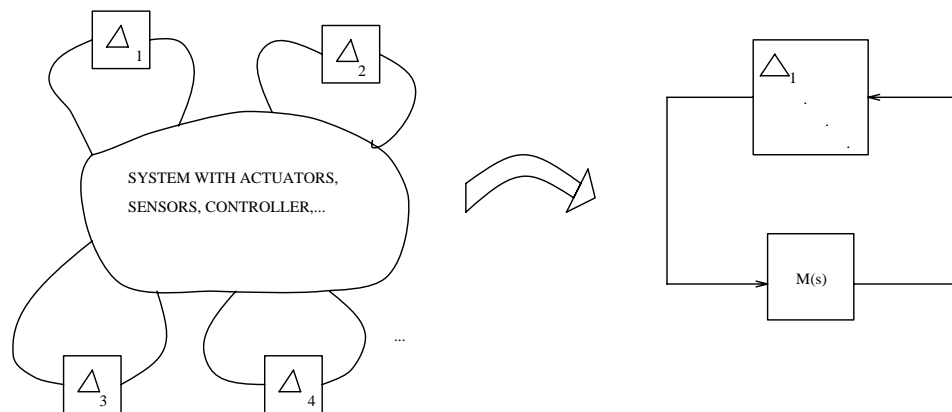 Δ1
Δ2
SYSTEM WITH ACTUATORS,
SENSORS, CONTROLLER,...
...
Δ3
Δ4
Δ1
. . .
M(s)